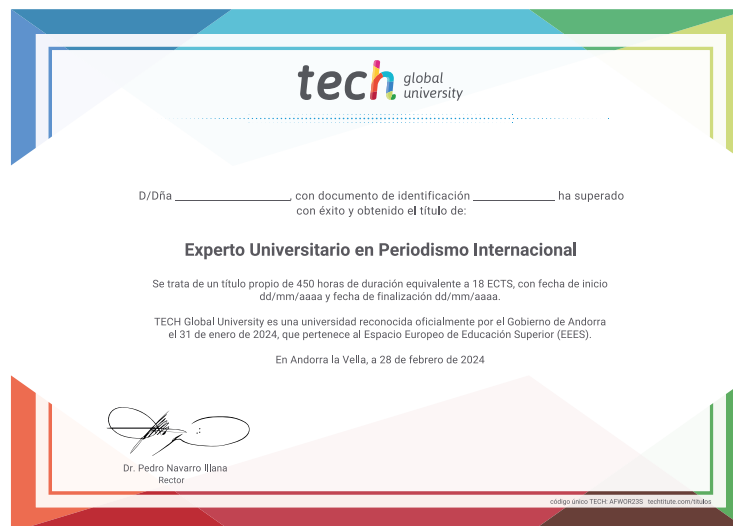 tech global university
D/Dña ______________, con documento de identificación __________ ha superado
con éxito y obtenido el título de:
Experto Universitario en Periodismo Internacional
Se trata de un título propio de 450 horas de duración equivalente a 18 ECTS, con fecha de inicio
dd/mm/aaaa y fecha de finalización dd/mm/aaaa.
TECH Global University es una universidad reconocida oficialmente por el Gobierno de Andorra
el 31 de enero de 2024, que pertenece al Espacio Europeo de Educación Superior (EEES).
En Andorra la Vella, a 28 de febrero de 2024
Dr. Pedro Navarro Illana
Rector
código único TECH: AFWOR23S techtitute.com/titulos